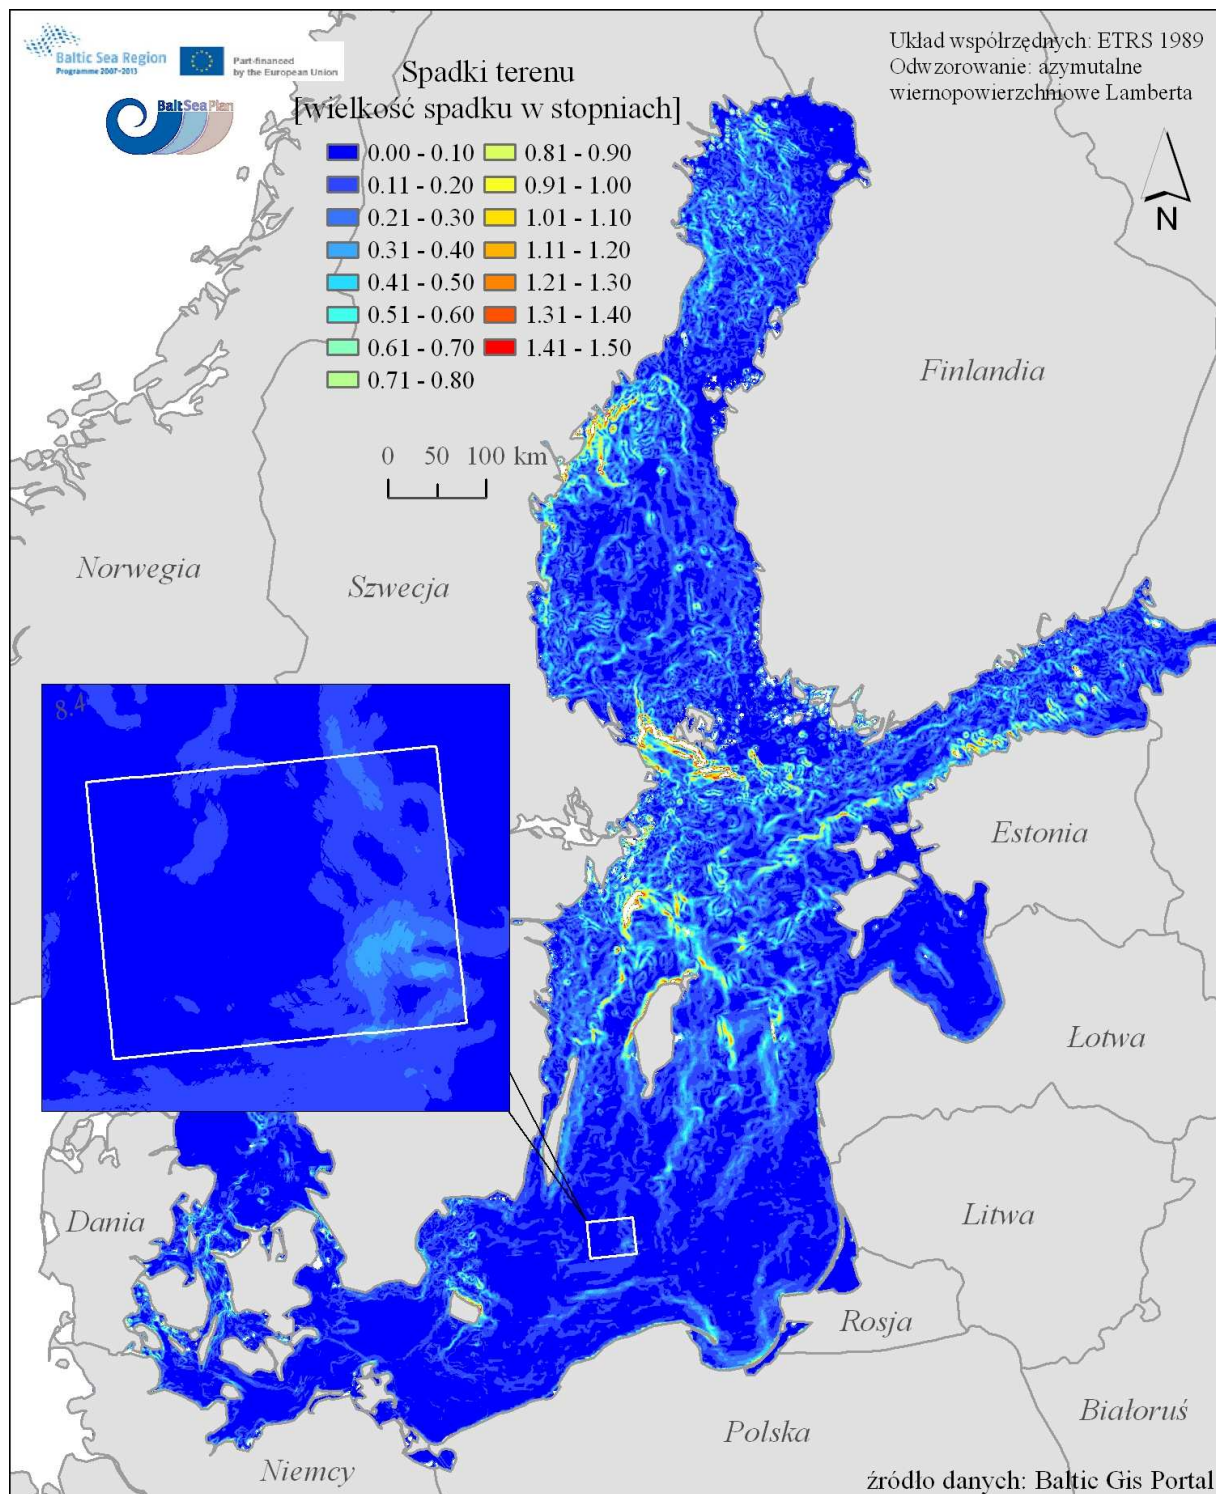 Baltic Sea Region
Programme 2007-2013
Part-financed
by the European Union
BaltSeaPlan
Spadki terenu
[wielkość spadku w stopniach]
0.00 - 0.10
0.81 - 0.90
0.11 - 0.20
0.91 - 1.00
0.21 - 0.30
1.01 - 1.10
0.31 - 0.40
1.11 - 1.20
0.41 - 0.50
1.21 - 1.30
0.51 - 0.60
1.31 - 1.40
0.61 - 0.70
1.41 - 1.50
0.71 - 0.80
Układ współrzędnych: ETRS 1989
Odwzorowanie: azymutalne
wiernopowierzchniowe Lamberta
N
0 50 100 km
Finlandia
Norwegia
Szwecja
8.4
Estonia
Łotwa
Dania
Litwa
Rosja
Białoruś
Polska
Niemcy
źródło danych: Baltic Gis Portal